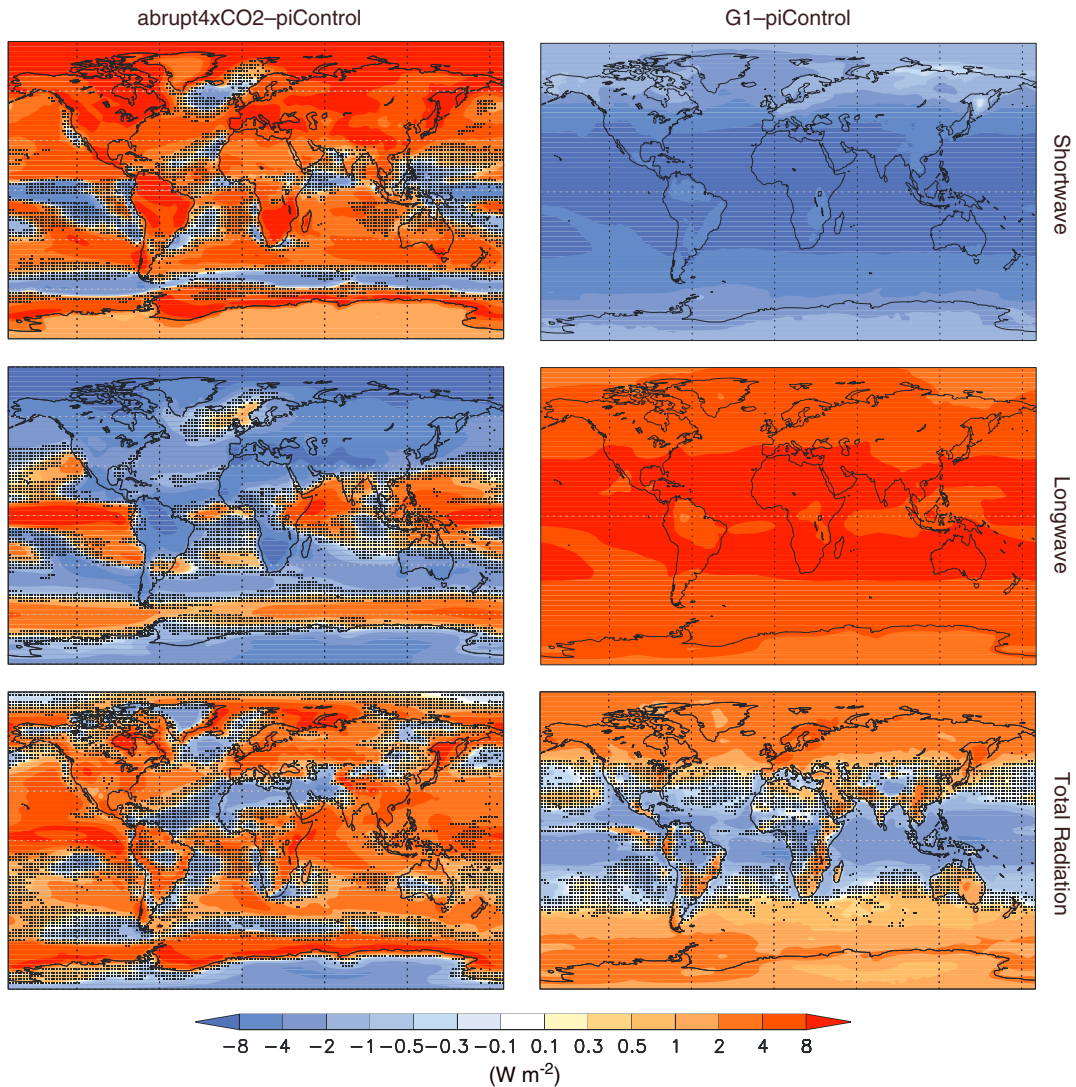 abrupt4xCO2–piControl
G1–piControl
Shortwave
Longwave
Total Radiation
−8 −4 −2 −1 −0.5 −0.3 −0.1 0.1 0.3 0.5 1 2 4 8
(W m-2)